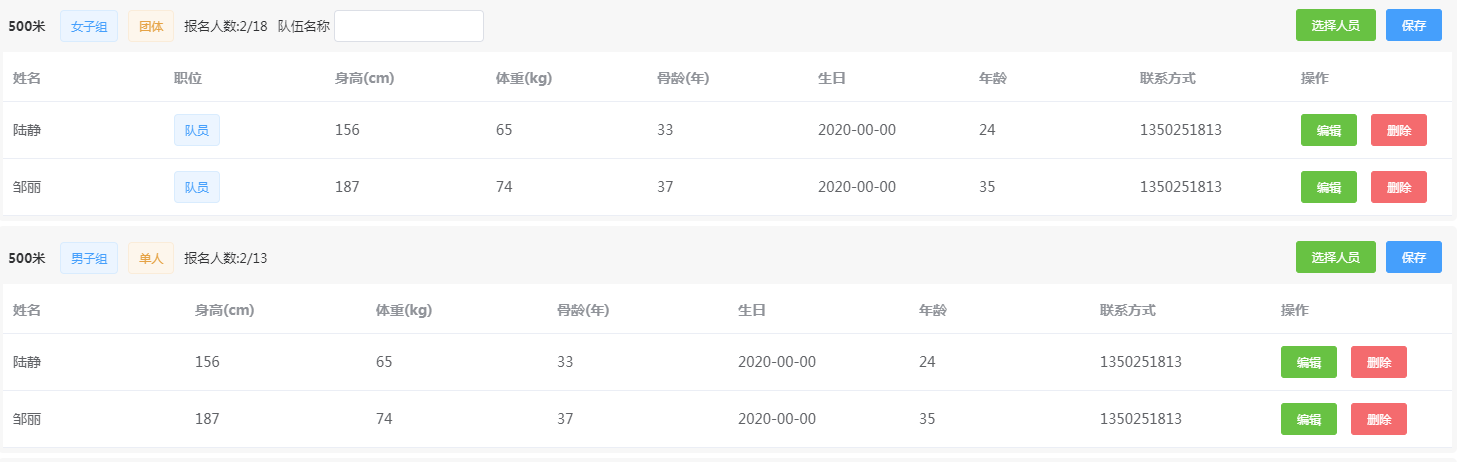 500米 女子组 团体 报名人数:2/18 队伍名称 选择人员 保存
姓名 职位 身高(cm) 体重(kg) 骨龄(年) 生日 年龄 联系方式 操作
陆静 队员 156 65 33 2020-00-00 24 1350251813 编辑 删除
邹丽 队员 187 74 37 2020-00-00 35 1350251813 编辑 删除
500米 男子组 单人 报名人数:2/13 选择人员 保存
姓名 身高(cm) 体重(kg) 骨龄(年) 生日 年龄 联系方式 操作
陆静 156 65 33 2020-00-00 24 1350251813 编辑 删除
邹丽 187 74 37 2020-00-00 35 1350251813 编辑 删除